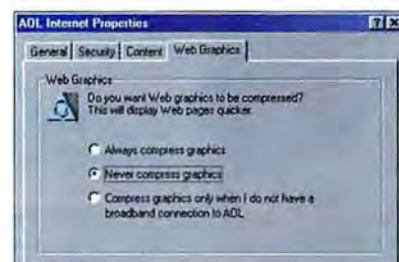 AOL Internet Properties
General Security Content Web Graphics
Web Graphics
Do you want Web graphics to be compressed?
This will display Web pages quicker.
Always compress graphics
Never compress graphics
Compress graphics only when I do not have a
broadband connection to AOL